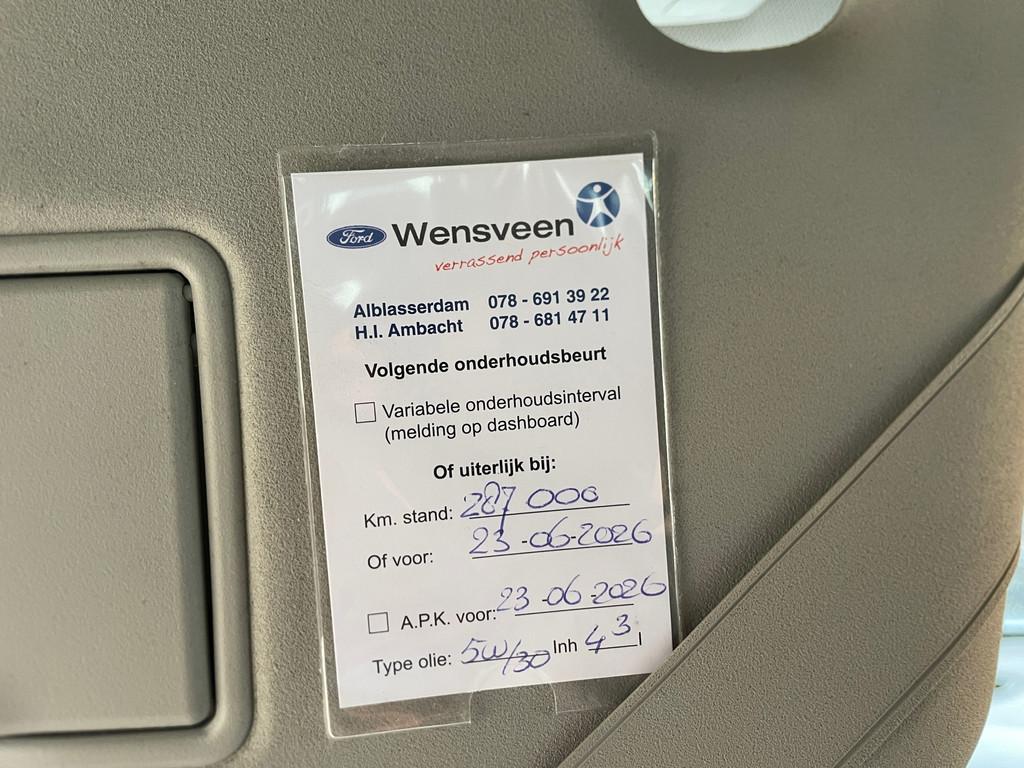 Ford Wensveen
verrassend persoonlijk
Alblasserdam 078 - 691 39 22
H.I. Ambacht 078 - 681 47 11
Volgende onderhoudsbeurt
Variabele onderhoudsinterval
(melding op dashboard)
Of uiterlijk bij:
Km. stand: 287 000
Of voor: 23-06-2026
A.P.K. voor: 23-06-2026
Type olie: 5W/30 Inh 4 3 l